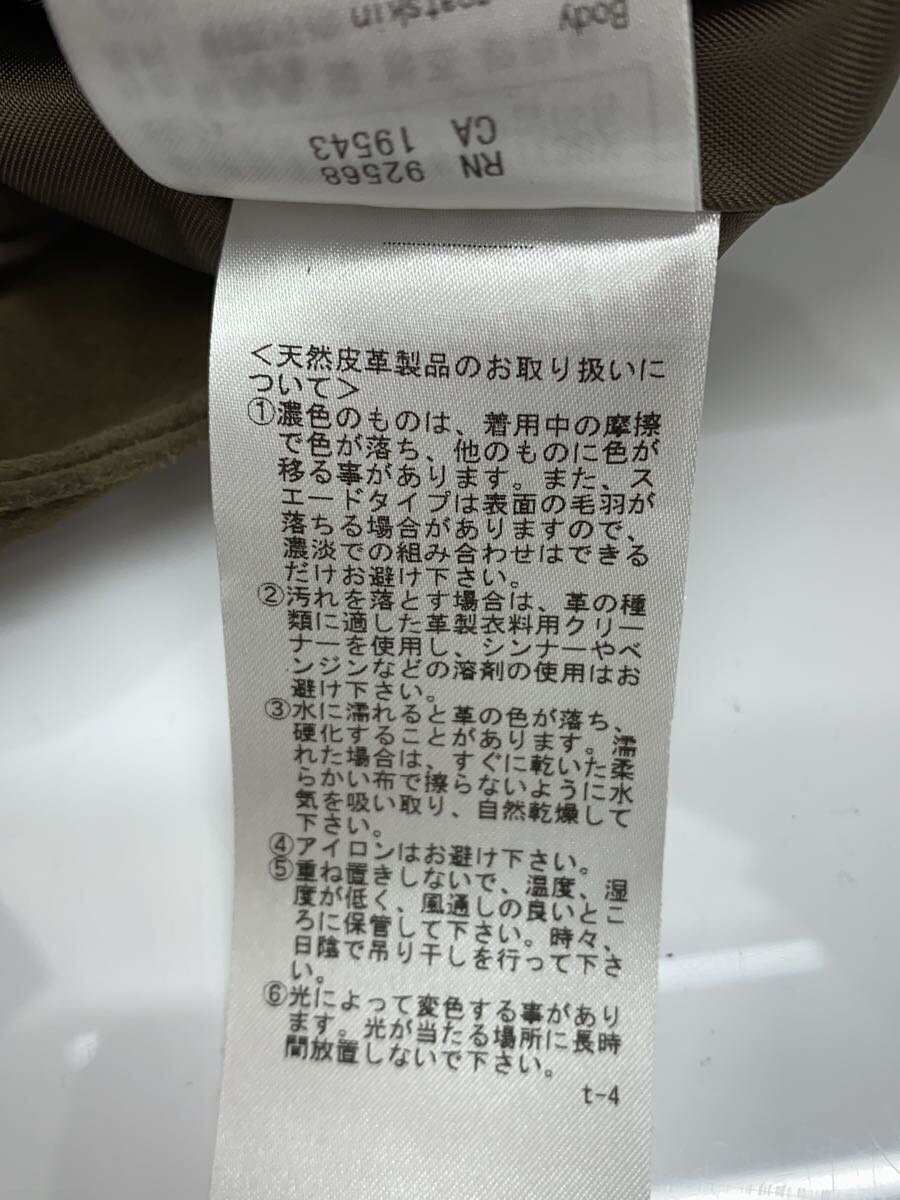 Body
goatskin
CA 19543
RN 92568
<天然皮革製品のお取り扱いに
ついて>
①濃色のものは、着用中の摩擦
で色が落ち、他のものに色が
移る事があります。また、ス
エードタイプは表面の毛羽が
落ちる場合がありますので、
濃淡での組み合わせはできる
だけお避け下さい。
②汚れを落とす場合は、革の種
類に適した革製衣料用クリー
ナーを使用し、シンナーやベ
ンジンなどの溶剤の使用はお
避け下さい。
③水に濡れると革の色が落ち、
硬化することがあります。濡
れた場合は、すぐに乾いた柔
らかい布で擦らないように水
気を吸い取り、自然乾燥して
下さい。
④アイロンはお避け下さい。
⑤重ね置きしないで、温度、湿
度が低く、風通しの良いとこ
ろに保管して下さい。時々、
日陰で吊り干しを行って下さ
い。
⑥光によって変色する事があり
ます。光が当たる場所に長時
間放置しないで下さい。
t-4